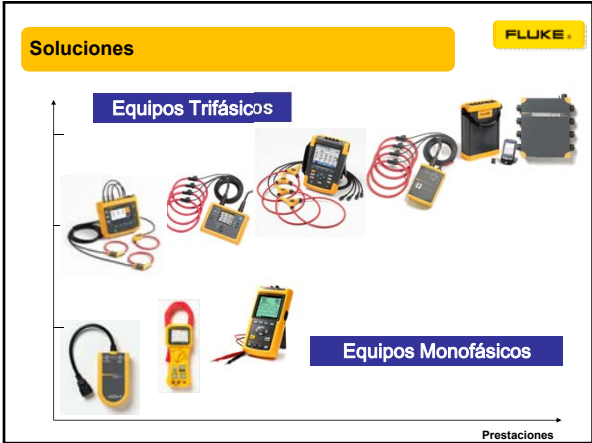 Soluciones
FLUKE ®
Equipos Trifásicos
Equipos Monofásicos
Prestaciones